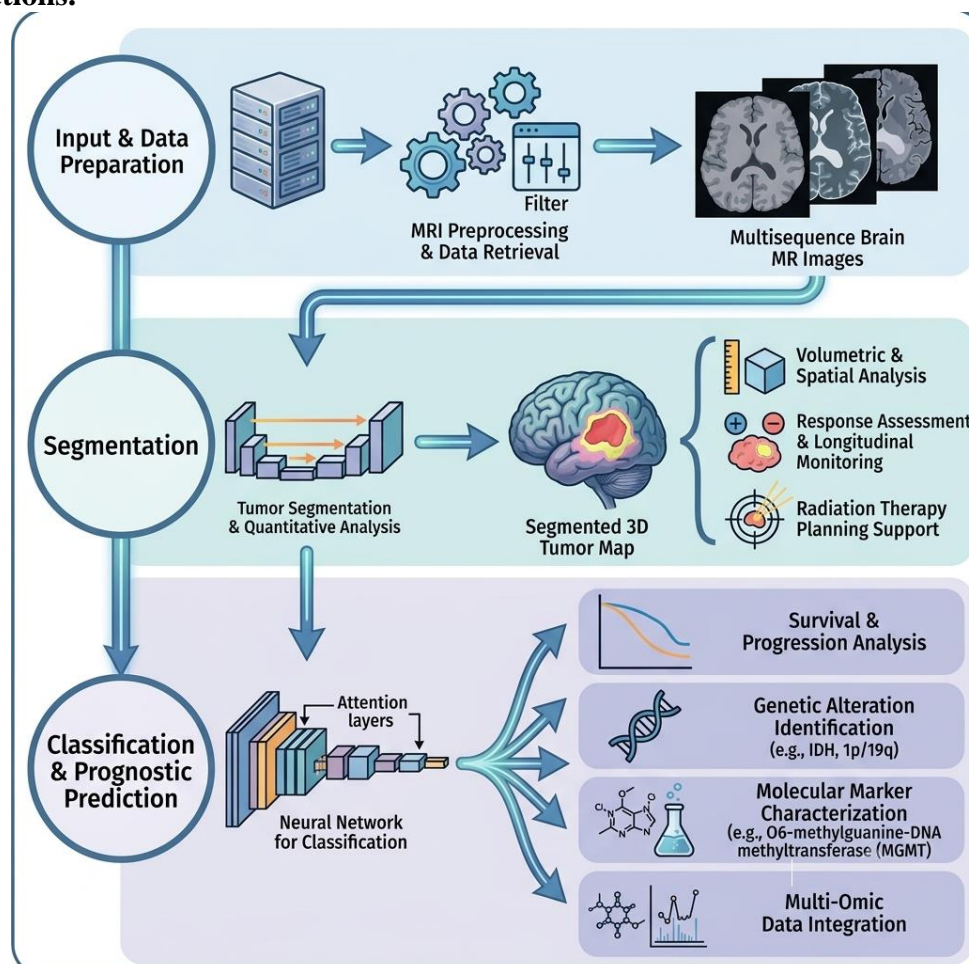 Input & Data
Preparation
Filter
MRI Preprocessing
& Data Retrieval
Multisequence Brain
MR Images
Segmentation
Tumor Segmentation
& Quantitative Analysis
Segmented 3D
Tumor Map
Volumetric &
Spatial Analysis
Response Assessment
& Longitudinal
Monitoring
Radiation Therapy
Planning Support
Classification
& Prognostic
Prediction
Attention
layers
Neural Network
for Classification
Survival &
Progression Analysis
Genetic Alteration
Identification
(e.g., IDH, 1p/19q)
Cl
N
N
N
O
Molecular Marker
Characterization
(e.g., O6-methylguanine-DNA
methyltransferase (MGMT)
Multi-Omic
Data Integration